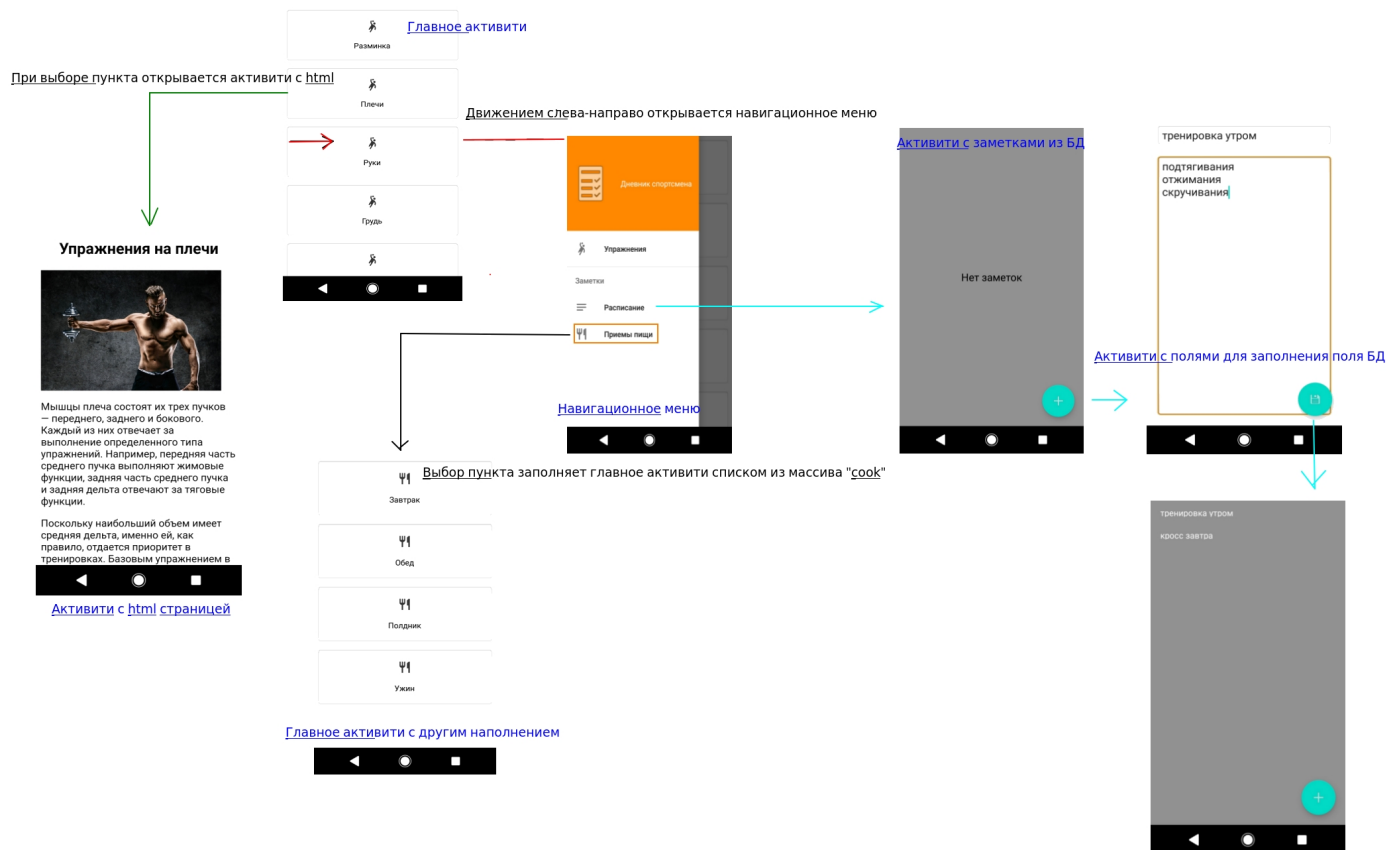 Главное активити
Разминка
При выборе пункта открывается активити с html
Плечи
Движением слева-направо открывается навигационное меню
Руки
Грудь
Упражнения на плечи
Мышцы плеча состоят их трех пучков
— переднего, заднего и бокового.
Каждый из них отвечает за
выполнение определенного типа
упражнений. Например, передняя часть
среднего пучка выполняют жимовые
функции, задняя часть среднего пучка
и задняя дельта отвечают за тяговые
функции.
Поскольку наибольший объем имеет
средняя дельта, именно ей, как
правило, отдается приоритет в
тренировках. Базовым упражнением в
Активити с html страницей
Дневник спортсмена
Упражнения
Заметки
Расписание
Приемы пищи
Навигационное меню
Выбор пункта заполняет главное активити списком из массива "cook"
Завтрак
Обед
Полдник
Ужин
Главное активити с другим наполнением
Активити с заметками из БД
Нет заметок
тренировка утром
подтягивания
отжимания
скручивания
Активити с полями для заполнения поля БД
тренировка утром
кросс завтра